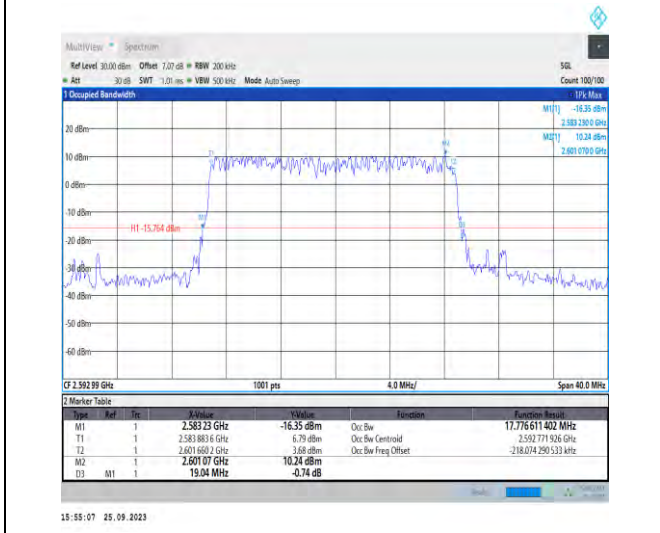 MultiView Spectrum
Ref Level 30.00 dBm Offset 7.07 dB RBW 200 kHz SGL
Att 30 dB SWT 1.01 ms VBW 500 kHz Mode Auto Sweep Count 100/100
1 Occupied Bandwidth 1Pk Max
M1[1] -16.35 dBm
2.583 230 0 GHz
M2[1] 10.24 dBm
2.601 070 0 GHz
20 dBm
10 dBm
0 dBm
-10 dBm
H1 -15.764 dBm
-20 dBm
-30 dBm
-40 dBm
-50 dBm
-60 dBm
T1
M2
T2
M1
D3
CF 2.592 99 GHz 1001 pts 4.0 MHz/ Span 40.0 MHz
2 Marker Table
Type Ref Trc X-Value Y-Value Function Function Result
M1 1 2.583 23 GHz -16.35 dBm Occ Bw 17.776 611 402 MHz
T1 1 2.583 883 6 GHz 6.79 dBm Occ Bw Centroid 2.592 771 926 GHz
T2 1 2.601 660 2 GHz 3.68 dBm Occ Bw Freq Offset -218.074 290 533 kHz
M2 1 2.601 07 GHz 10.24 dBm
D3 M1 1 19.04 MHz -0.74 dB
15:55:07 25.09.2023